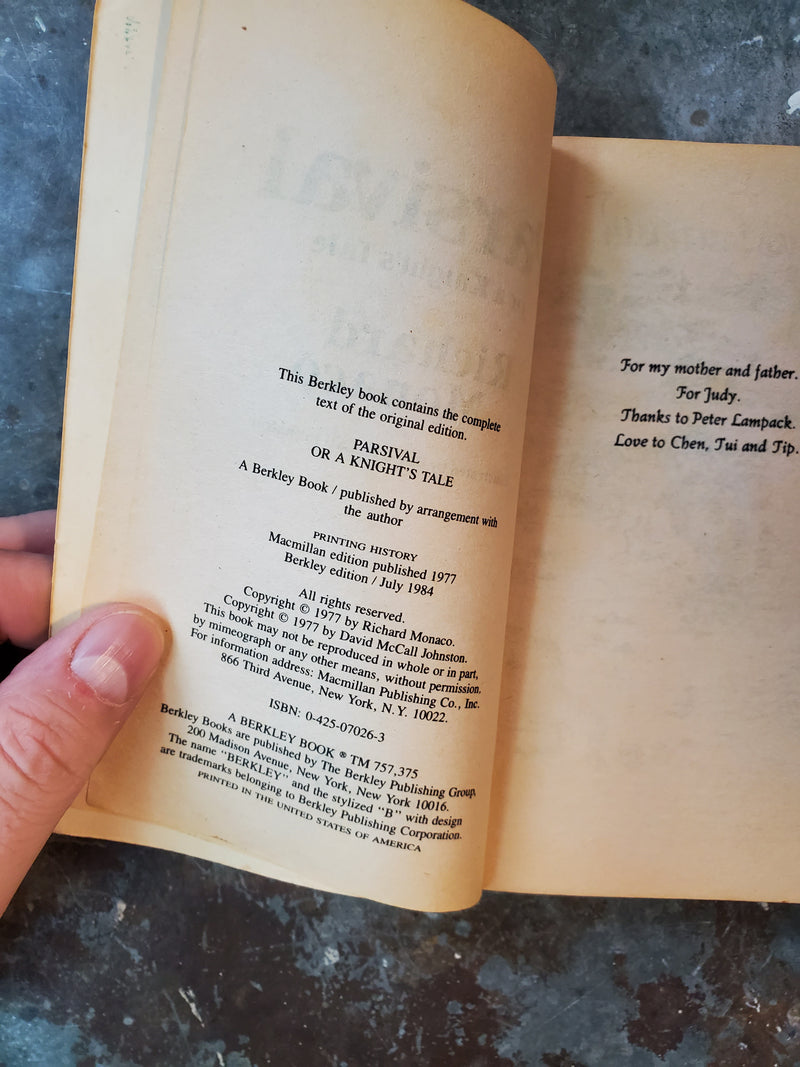 This Berkley book contains the complete
text of the original edition.
PARSIVAL
OR A KNIGHT'S TALE
A Berkley Book / published by arrangement with
the author
PRINTING HISTORY
Macmillan edition published 1977
Berkley edition / July 1984
All rights reserved.
Copyright © 1977 by Richard Monaco.
Copyright © 1977 by David McCall Johnston.
This book may not be reproduced in whole or in part,
by mimeograph or any other means, without permission.
For information address: Macmillan Publishing Co., Inc.
866 Third Avenue, New York, N.Y. 10022.
ISBN: 0-425-07026-3
A BERKLEY BOOK ® TM 757,375
Berkley Books are published by The Berkley Publishing Group,
200 Madison Avenue, New York, New York 10016.
The name "BERKLEY" and the stylized "B" with design
are trademarks belonging to Berkley Publishing Corporation.
PRINTED IN THE UNITED STATES OF AMERICA
For my mother and father.
For Judy.
Thanks to Peter Lampack.
Love to Chen, Tui and Tip.